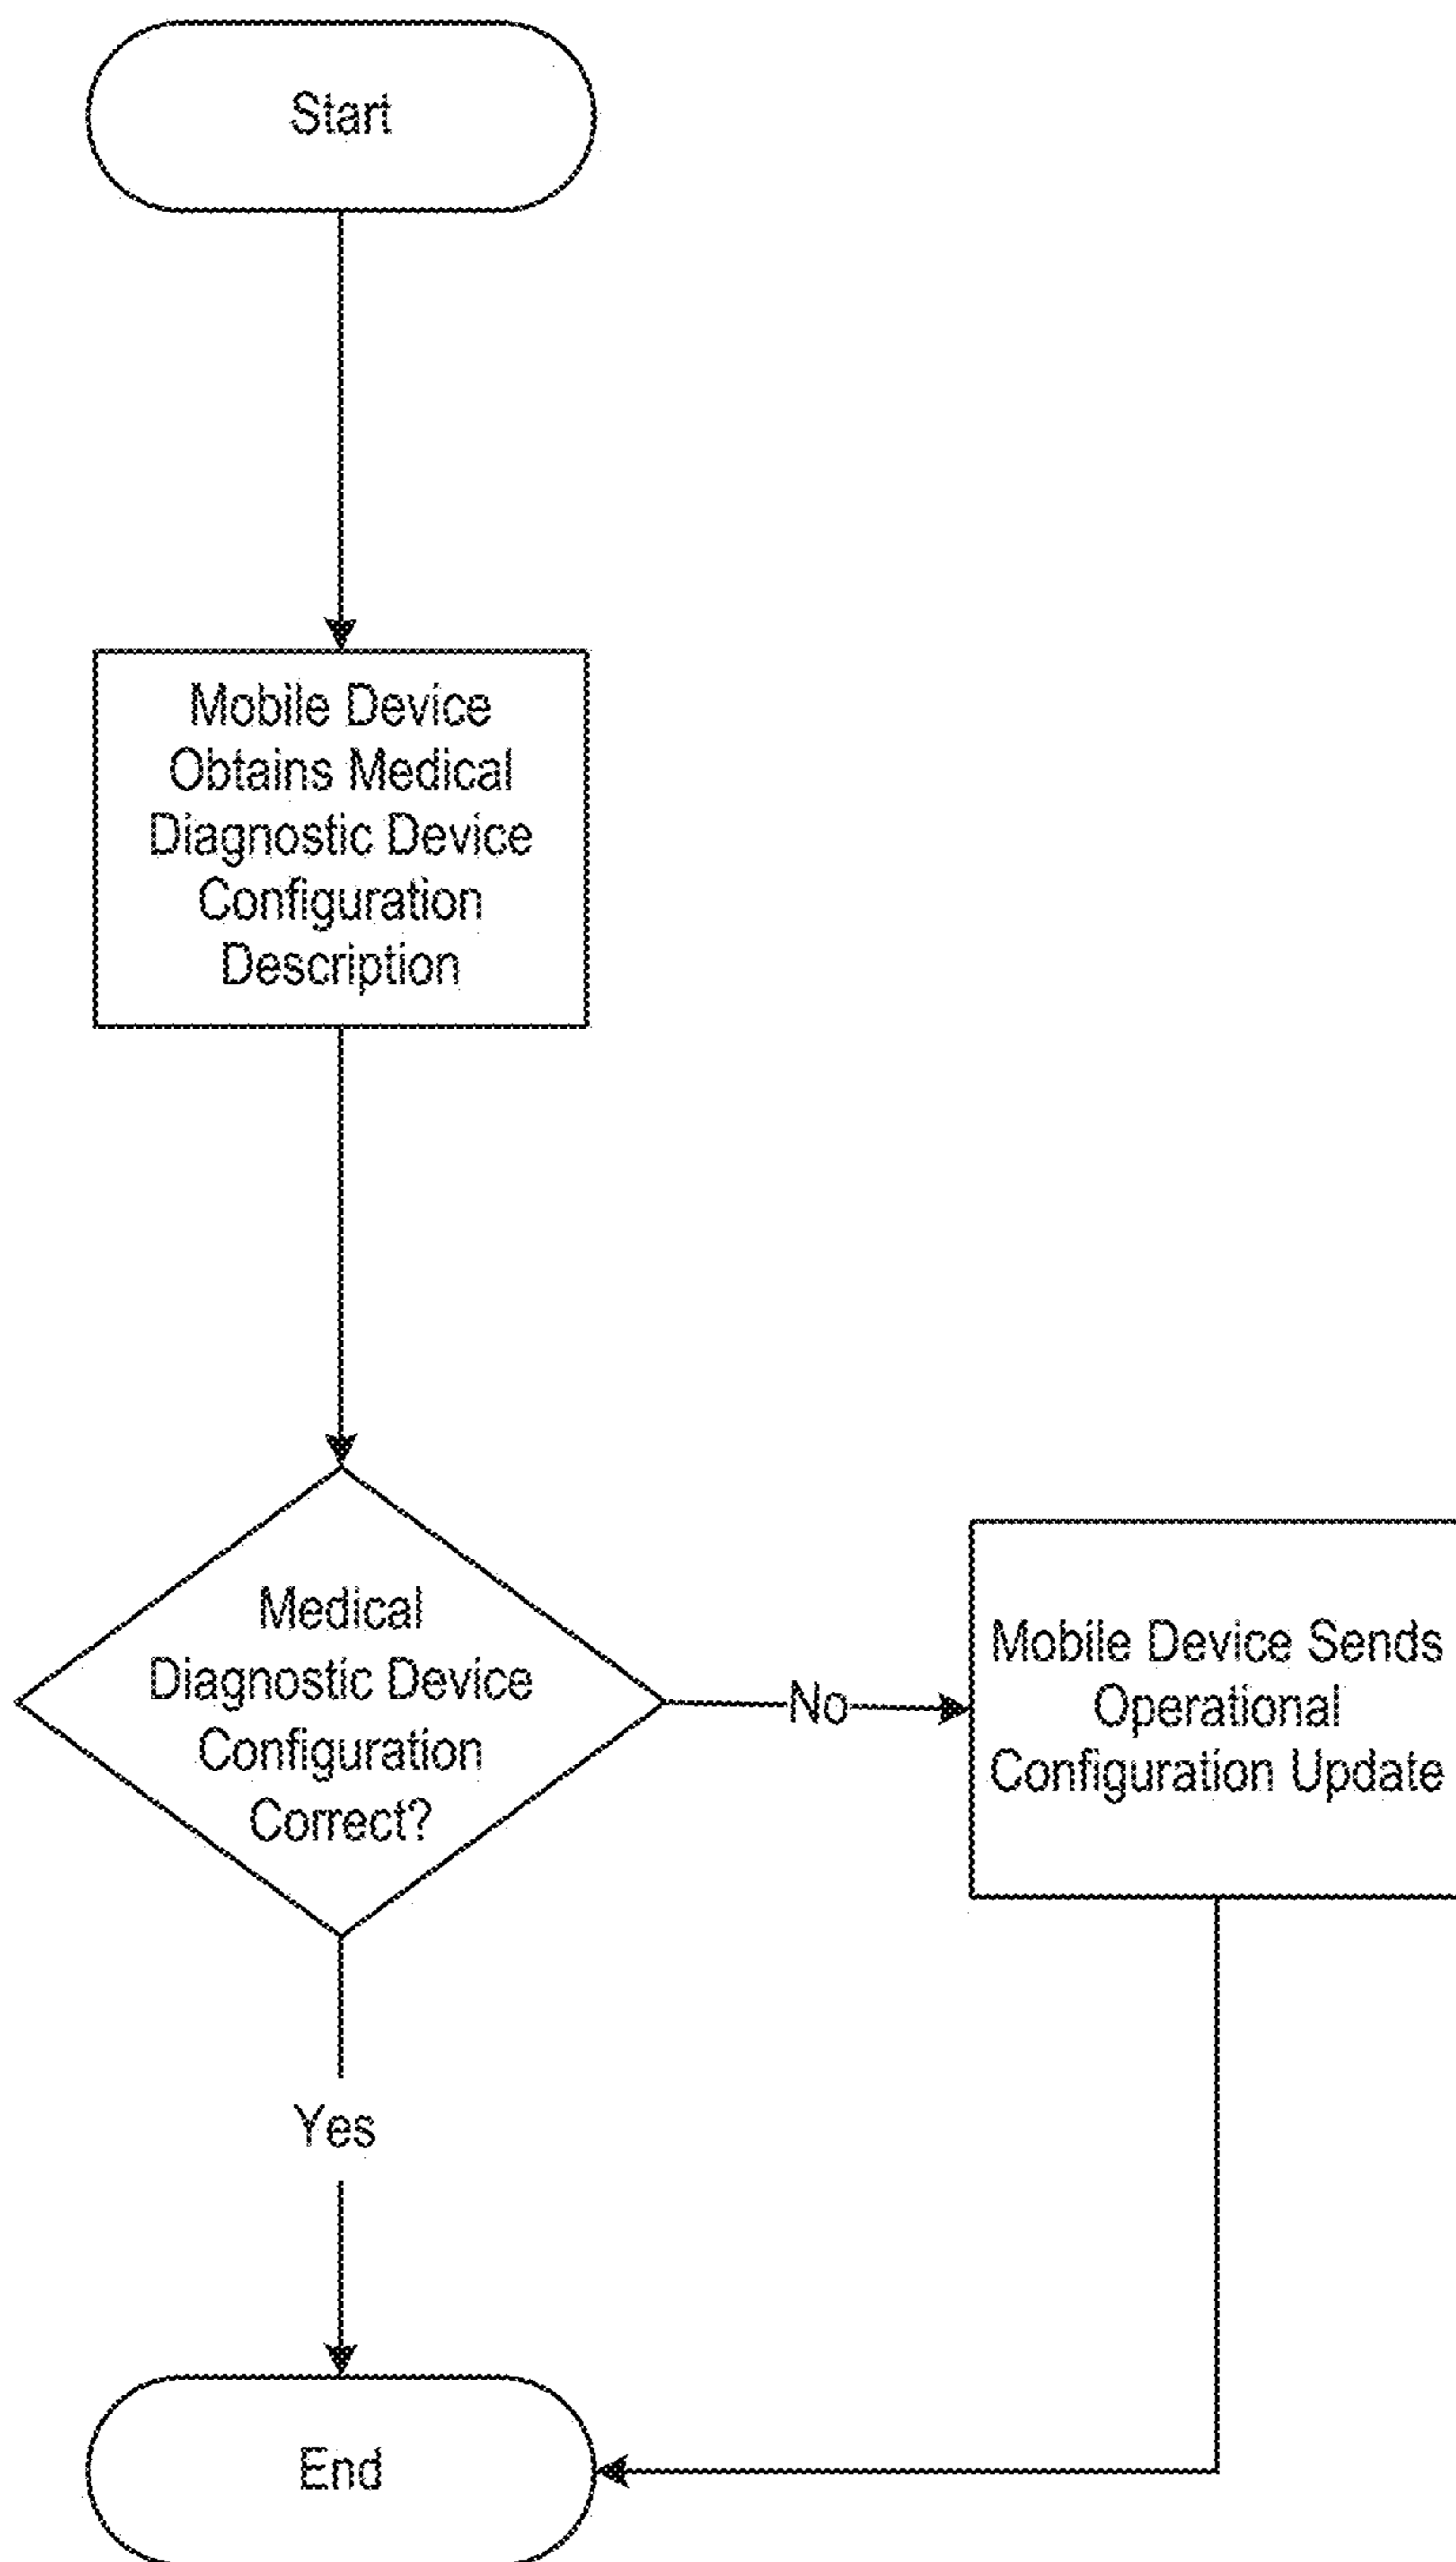 Start
Mobile Device
Obtains Medical
Diagnostic Device
Configuration
Description
Medical
Diagnostic Device
Configuration
Correct?
No
Mobile Device Sends
Operational
Configuration Update
Yes
End